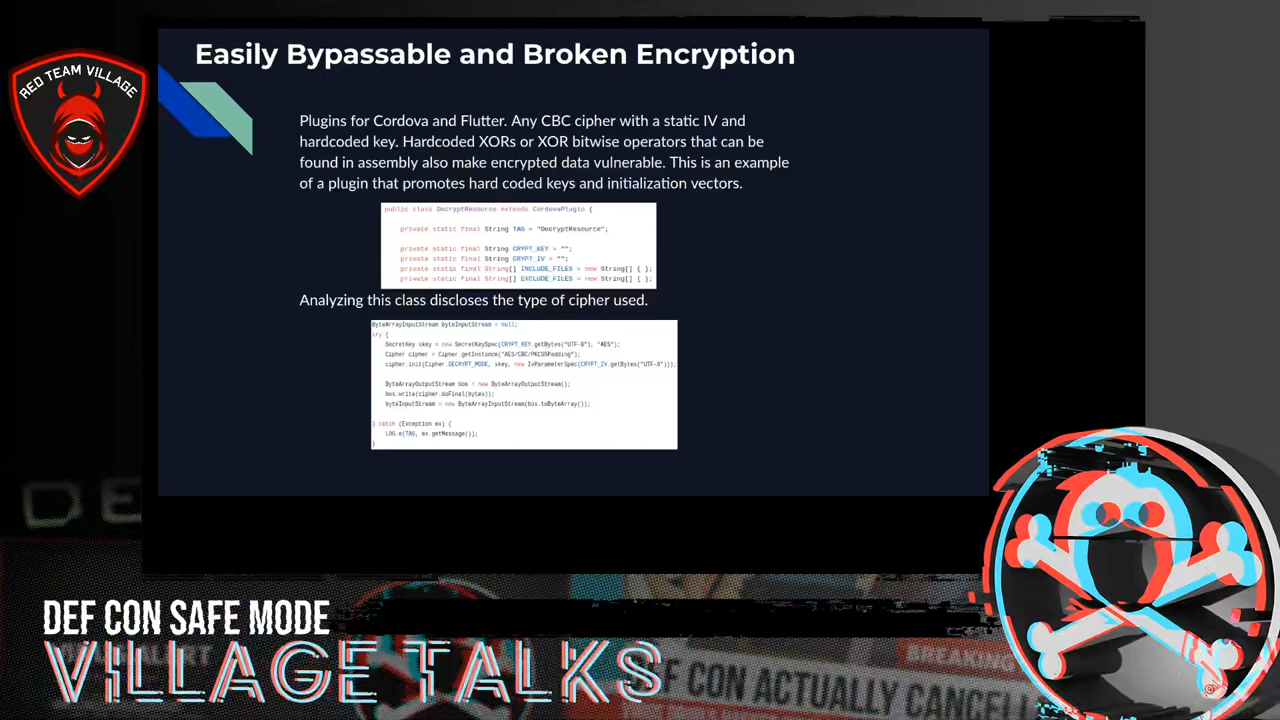 RED TEAM VILLAGE
Easily Bypassable and Broken Encryption
Plugins for Cordova and Flutter. Any CBC cipher with a static IV and
hardcoded key. Hardcoded XORs or XOR bitwise operators that can be
found in assembly also make encrypted data vulnerable. This is an example
of a plugin that promotes hard coded keys and initialization vectors.
public class DecryptResource extends CordovaPlugin {
private static final String TAG = "DecryptResource";
private static final String CRYPT_KEY = "";
private static final String CRYPT_IV = "";
private static final String[] INCLUDE_FILES = new String[] { };
private static final String[] EXCLUDE_FILES = new String[] { };
Analyzing this class discloses the type of cipher used.
ByteArrayInputStream byteInputStream = null;
try {
SecretKey skey = new SecretKeySpec(CRYPT_KEY.getBytes("UTF-8"), "AES");
Cipher cipher = Cipher.getInstance("AES/CBC/PKCS5Padding");
cipher.init(Cipher.DECRYPT_MODE, skey, new IvParameterSpec(CRYPT_IV.getBytes("UTF-8")));
ByteArrayOutputStream bos = new ByteArrayOutputStream();
bos.write(cipher.doFinal(bytes));
byteInputStream = new ByteArrayInputStream(bos.toByteArray());
} catch (Exception ex) {
LOG.e(TAG, ex.getMessage());
}
DE
DEF CON SAFE MODE
VILLAGE TALKS
BREAKING
DEF CON ACTUALLY CANCELL